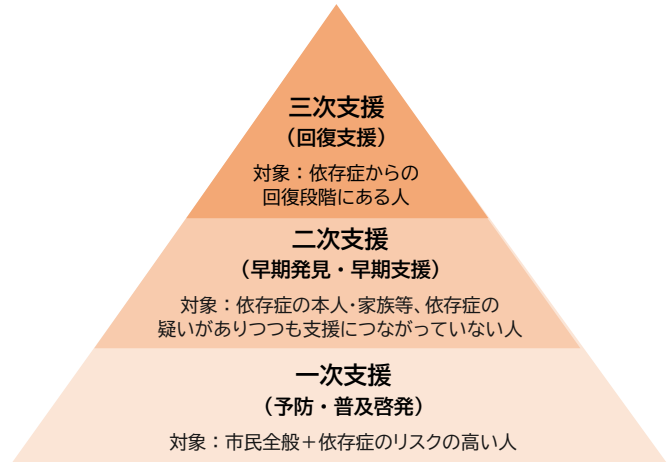 三次支援
（回復支援）
対象：依存症からの
回復段階にある人
二次支援
（早期発見・早期支援）
対象：依存症の本人・家族等、依存症の
疑いがありつつも支援につながっていない人
一次支援
（予防・普及啓発）
対象：市民全般＋依存症のリスクの高い人